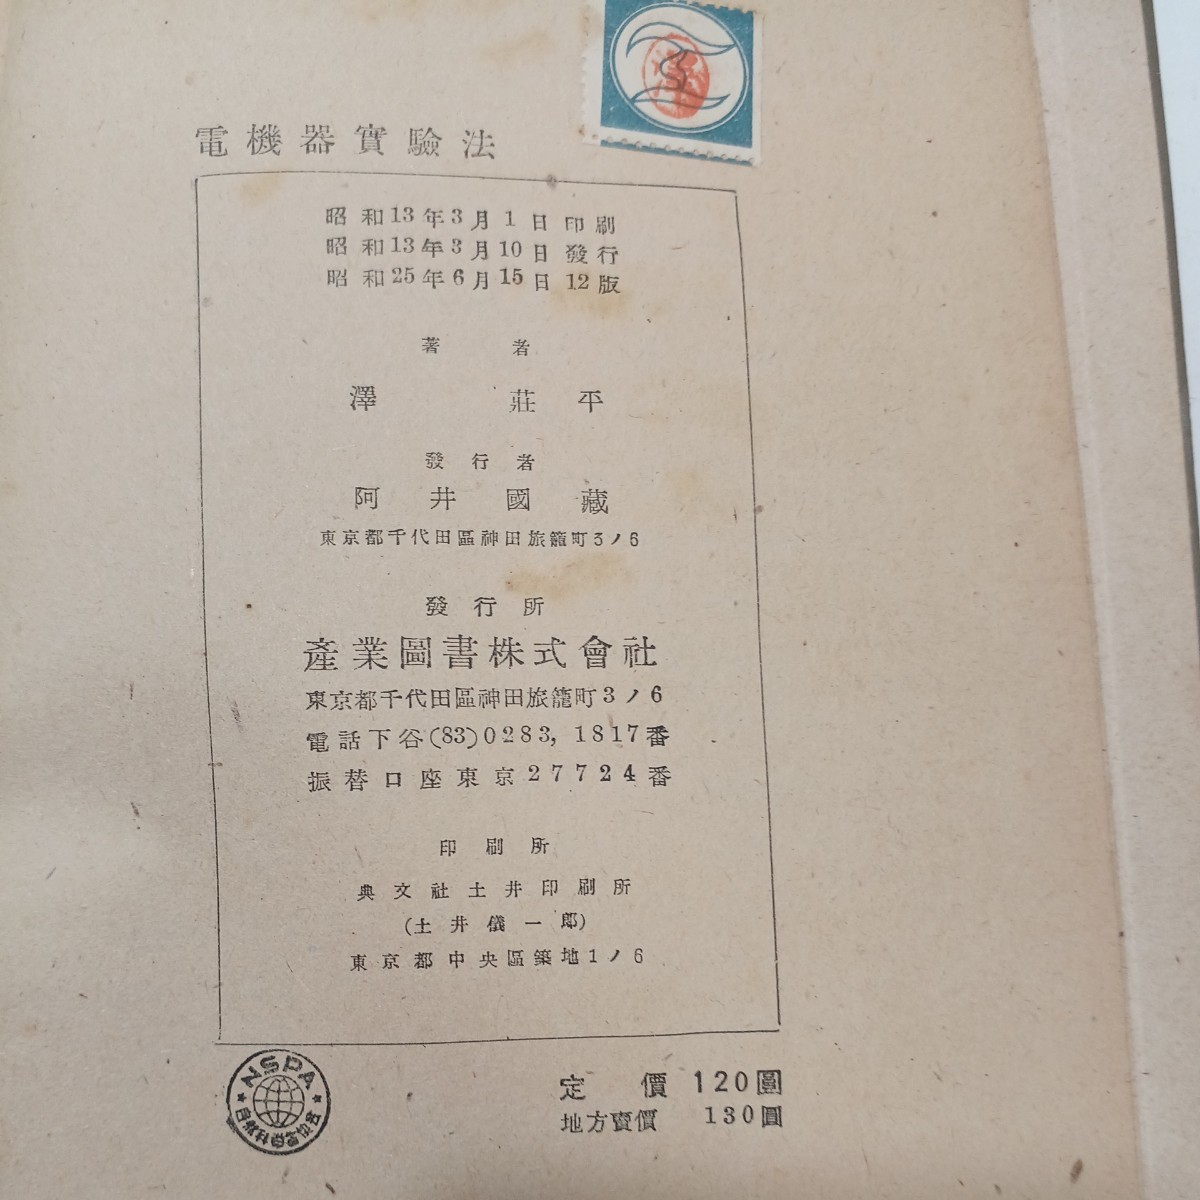 電機器實驗法
昭和13年3月1日印刷
昭和13年3月10日發行
昭和25年6月15日12版
著者
澤 莊平
發行者
阿井國藏
東京都千代田區神田旅籠町3ノ6
發行所
產業圖書株式會社
東京都千代田區神田旅籠町3ノ6
電話下谷(83)0283, 1817番
振替口座東京27724番
印刷所
典文社土井印刷所
(土井儀一郎)
東京都中央區築地1ノ6
NSPA
定價 120圓
地方賣價 130圓